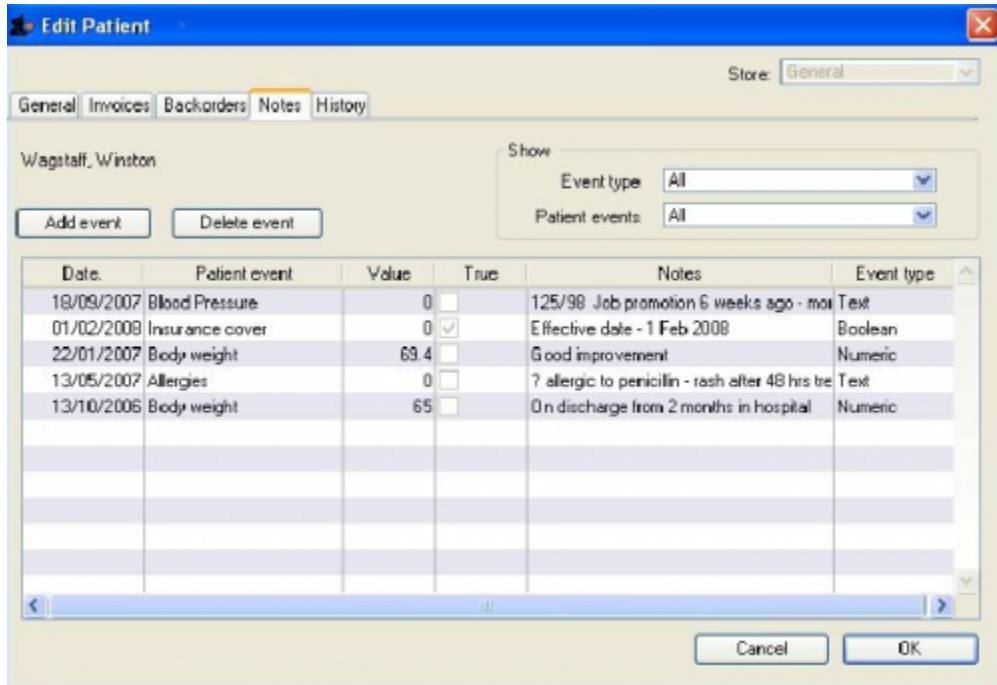 Edit Patient
Store: General
General Invoices Backorders Notes History
Wagstaff, Winston
Show
Event type All
Patient events All
Add event Delete event
Date. Patient event Value True Notes Event type
18/09/2007 Blood Pressure 0 125/98 Job promotion 6 weeks ago - mor Text
01/02/2008 Insurance cover 0 Effective date - 1 Feb 2008 Boolean
22/01/2007 Body weight 69.4 Good improvement Numeric
13/05/2007 Allergies 0 ? allergic to penicillin - rash after 48 hrs tre Text
13/10/2006 Body weight 65 On discharge from 2 months in hospital Numeric
Cancel OK